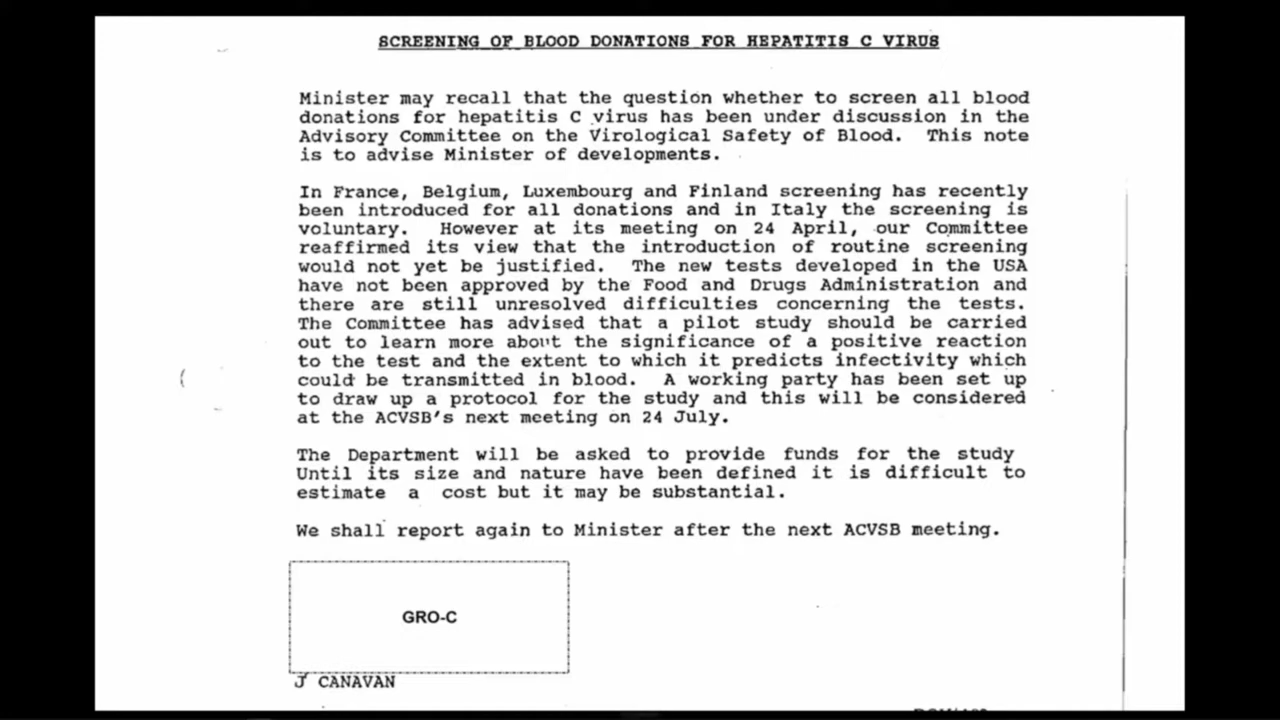 SCREENING OF BLOOD DONATIONS FOR HEPATITIS C VIRUS
Minister may recall that the question whether to screen all blood
donations for hepatitis C virus has been under discussion in the
Advisory Committee on the Virological Safety of Blood. This note
is to advise Minister of developments.
In France, Belgium, Luxembourg and Finland screening has recently
been introduced for all donations and in Italy the screening is
voluntary. However at its meeting on 24 April, our Committee
reaffirmed its view that the introduction of routine screening
would not yet be justified. The new tests developed in the USA
have not been approved by the Food and Drugs Administration and
there are still unresolved difficulties concerning the tests.
The Committee has advised that a pilot study should be carried
out to learn more about the significance of a positive reaction
to the test and the extent to which it predicts infectivity which
could be transmitted in blood. A working party has been set up
to draw up a protocol for the study and this will be considered
at the ACVSB's next meeting on 24 July.
The Department will be asked to provide funds for the study
Until its size and nature have been defined it is difficult to
estimate a cost but it may be substantial.
We shall report again to Minister after the next ACVSB meeting.
GRO-C
J CANAVAN